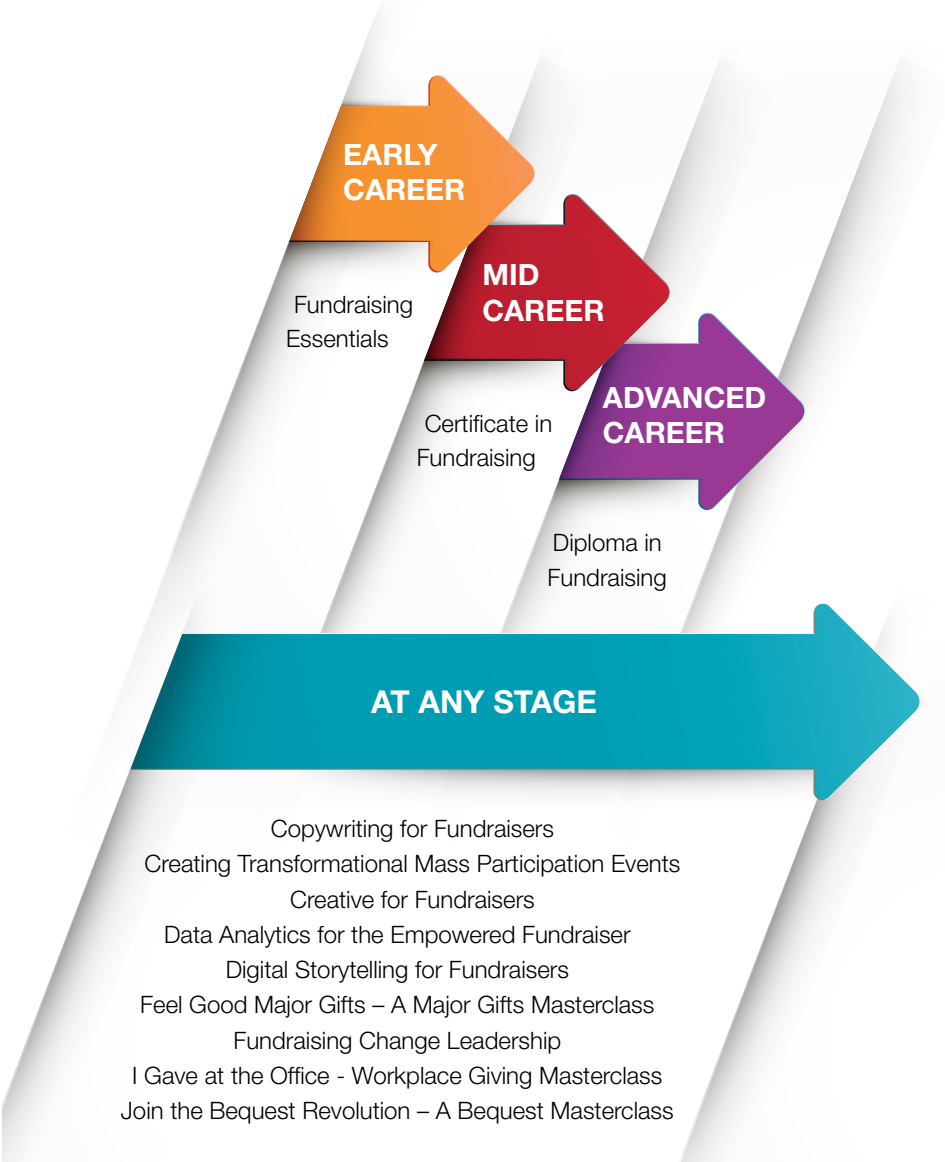 EARLY
CAREER
Fundraising
Essentials
MID
CAREER
Certificate in
Fundraising
ADVANCED
CAREER
Diploma in
Fundraising
AT ANY STAGE
Copywriting for Fundraisers
Creating Transformational Mass Participation Events
Creative for Fundraisers
Data Analytics for the Empowered Fundraiser
Digital Storytelling for Fundraisers
Feel Good Major Gifts – A Major Gifts Masterclass
Fundraising Change Leadership
I Gave at the Office - Workplace Giving Masterclass
Join the Bequest Revolution – A Bequest Masterclass